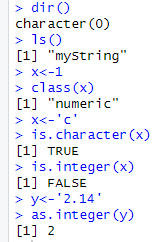 > dir()
character(0)
> ls()
[1] "myString"
> x<-1
> class(x)
[1] "numeric"
> x<-'c'
> is.character(x)
[1] TRUE
> is.integer(x)
[1] FALSE
> y<-'2.14'
> as.integer(y)
[1] 2